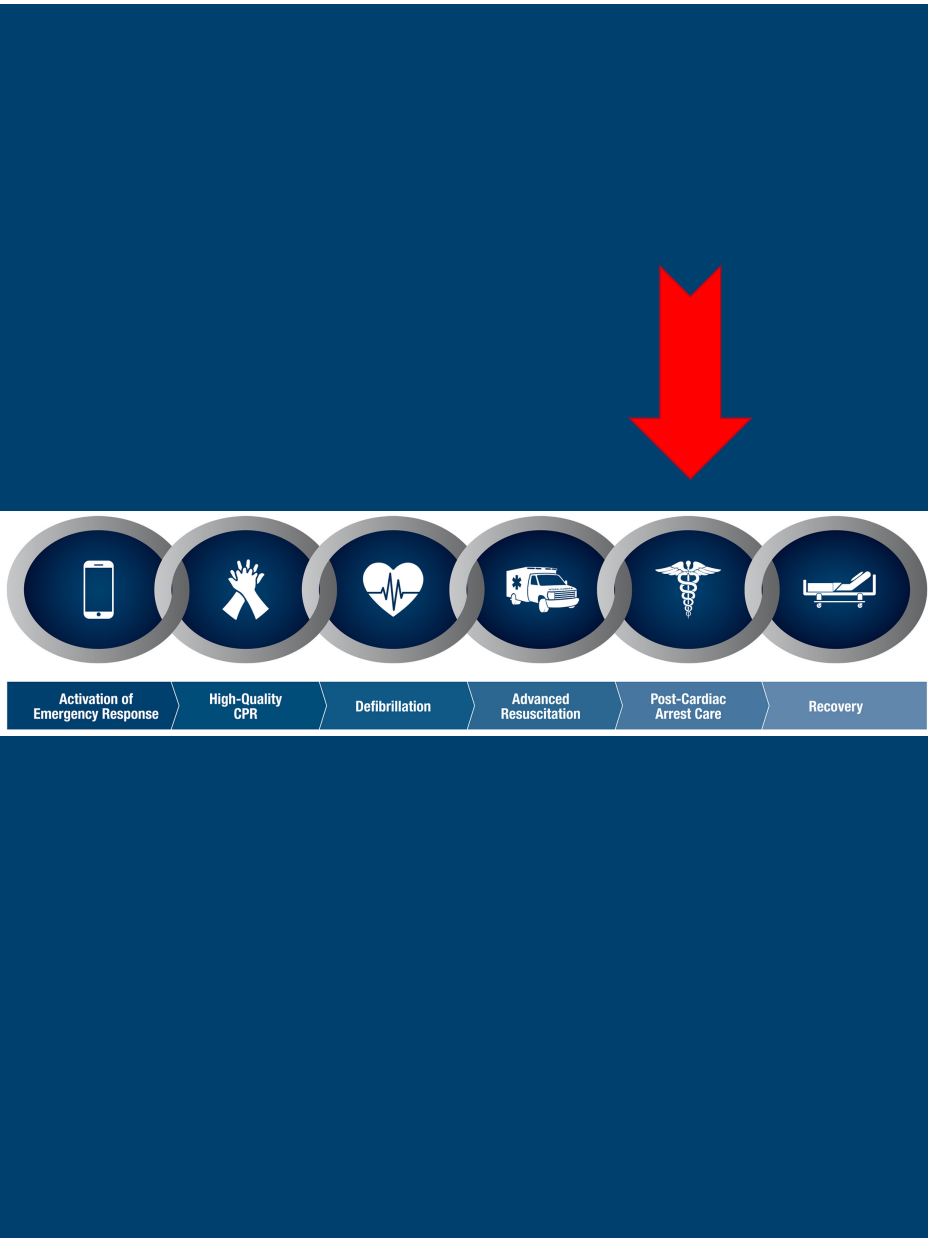 Activation of
Emergency Response
High-Quality
CPR
Defibrillation
Advanced
Resuscitation
Post-Cardiac
Arrest Care
Recovery